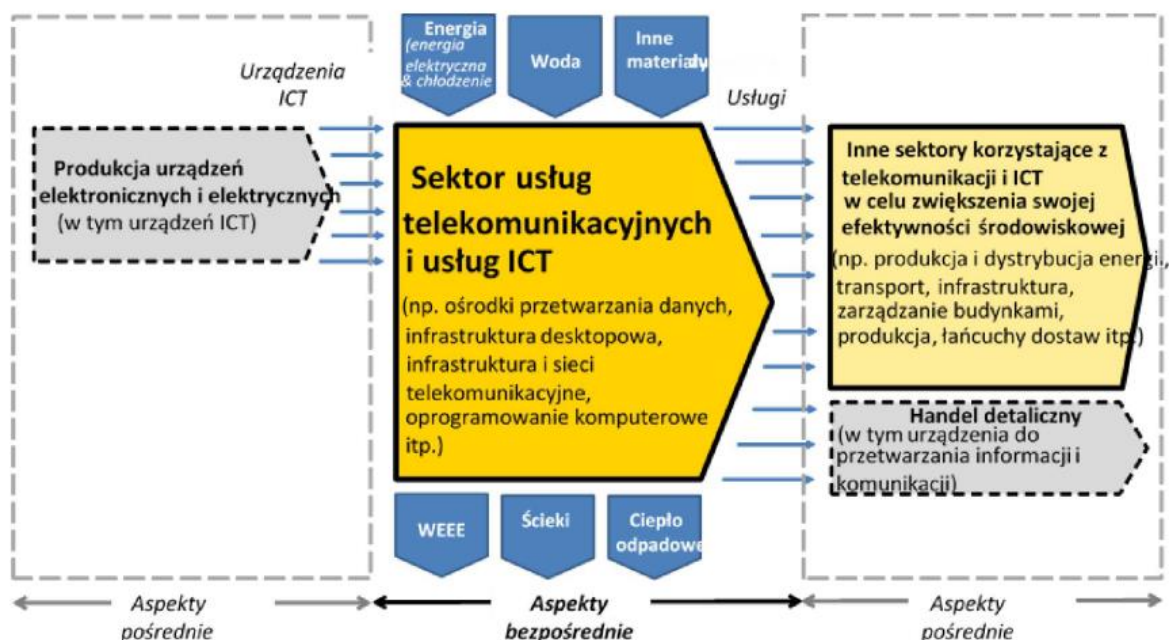 Energia
(energia
elektryczna
& chłodzenie
Woda
Inne
materiały
Urządzenia
ICT
Usługi
Produkcja urządzeń
elektronicznych i elektrycznych
(w tym urządzeń ICT)
Sektor usług
telekomunikacyjnych
i usług ICT
(np. ośrodki przetwarzania danych,
infrastruktura desktopowa,
infrastruktura i sieci
telekomunikacyjne,
oprogramowanie komputerowe
itp.)
Inne sektory korzystające z
telekomunikacji i ICT
w celu zwiększenia swojej
efektywności środowiskowej
(np. produkcja i dystrybucja energii,
transport, infrastruktura,
zarządzanie budynkami,
produkcja, łańcuchy dostaw itp.)
Handel detaliczny
(w tym urządzenia do
przetwarzania informacji i
komunikacji)
WEEE
Ścieki
Ciepło
odpadowe
Aspekty
pośrednie
Aspekty
bezpośrednie
Aspekty
pośrednie